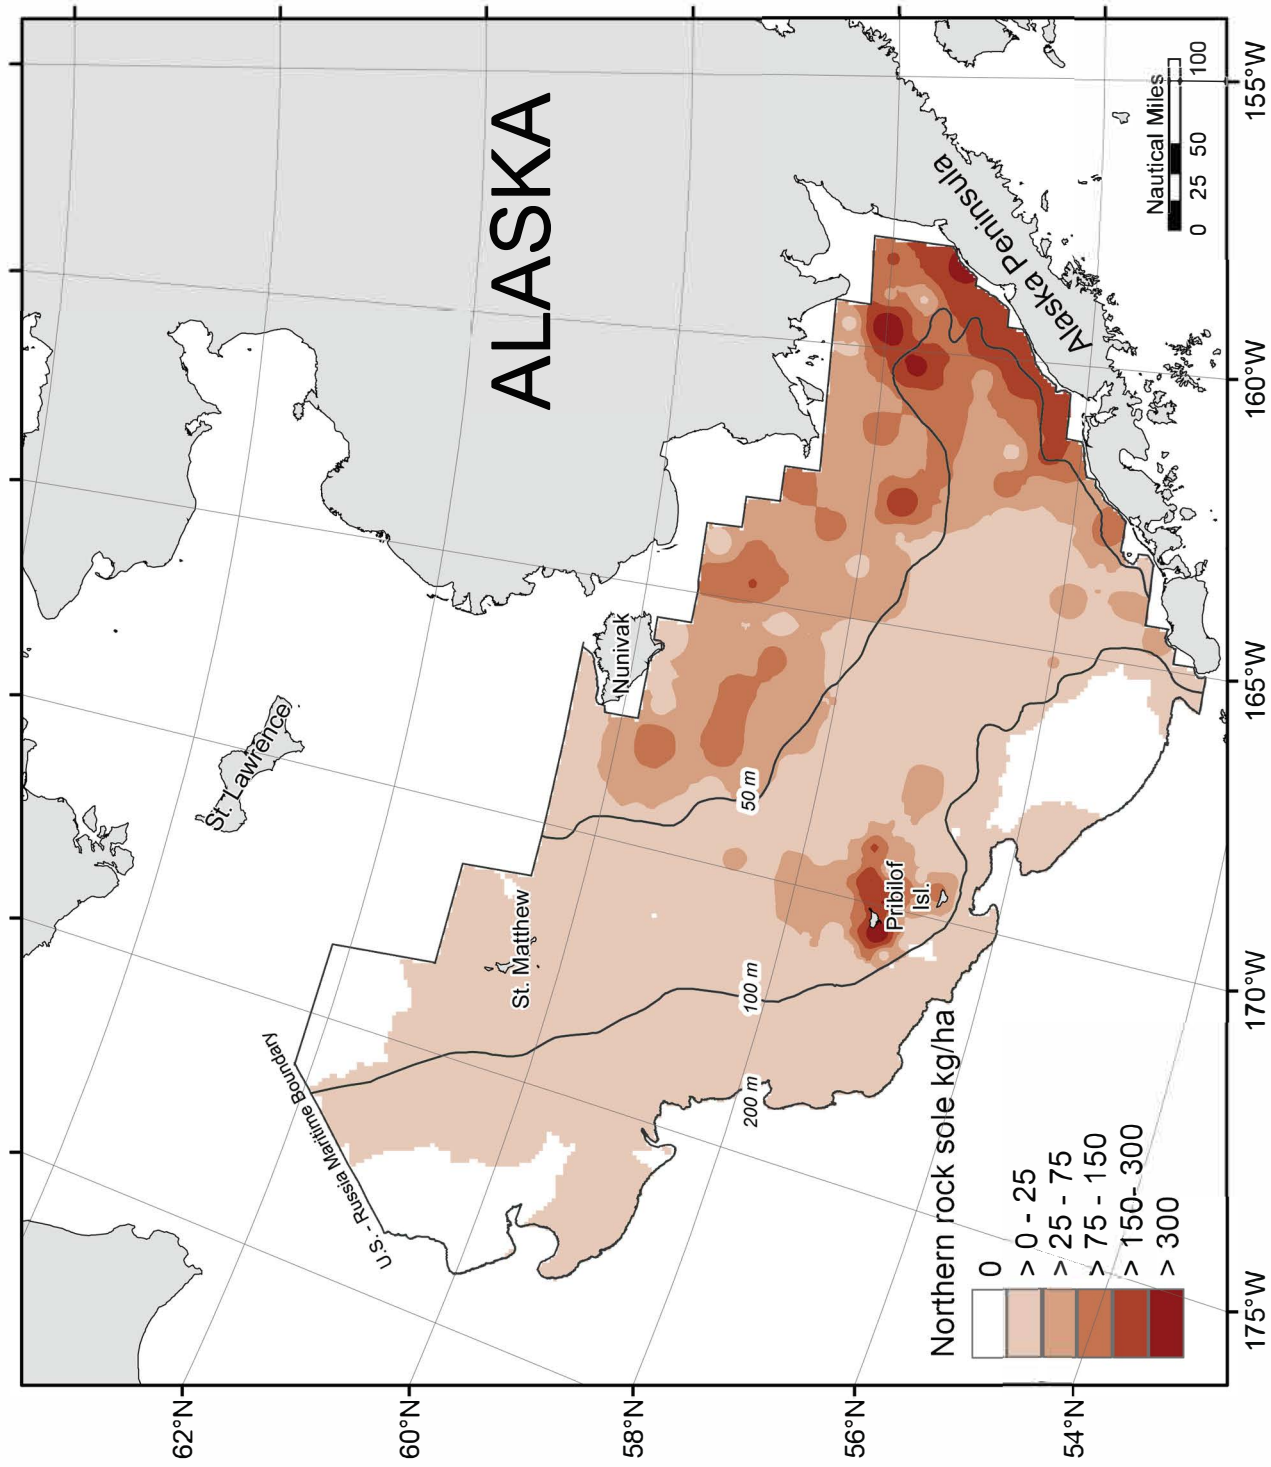 ALASKA
St. Lawrence
Nunivak
St. Matthew
Pribilof
Isl.
Alaska Peninsula
U.S. - Russia Maritime Boundary
50 m
100 m
200 m
Nautical Miles
0 25 50 100
Northern rock sole kg/ha
0
> 0 - 25
> 25 - 75
> 75 - 150
> 150- 300
> 300
62°N
60°N
58°N
56°N
54°N
175°W
170°W
165°W
160°W
155°W